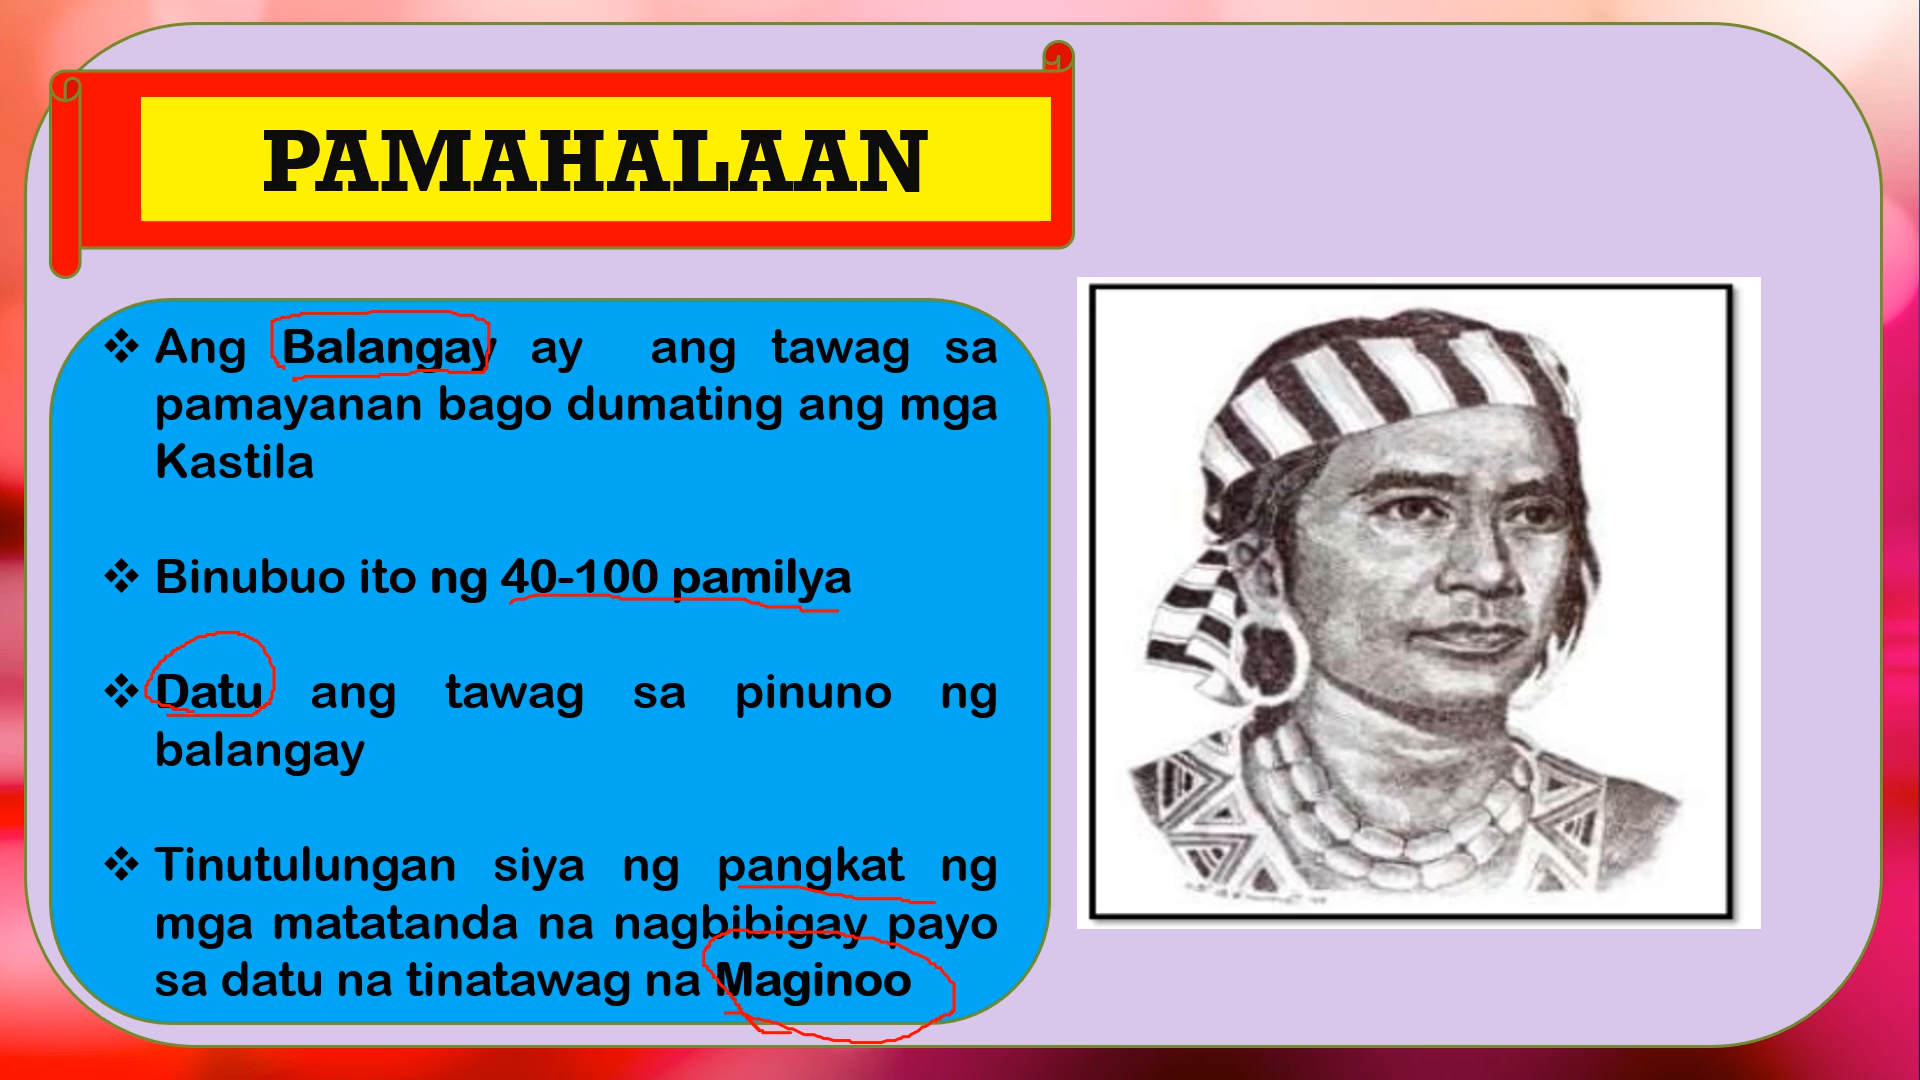 PAMAHALAAN
❖ Ang Balangay ay ang tawag sa
pamayanan bago dumating ang mga
Kastila
❖ Binubuo ito ng 40-100 pamilya
❖ Datu ang tawag sa pinuno ng
balangay
❖ Tinutulungan siya ng pangkat ng
mga matatanda na nagbibigay payo
sa datu na tinatawag na Maginoo